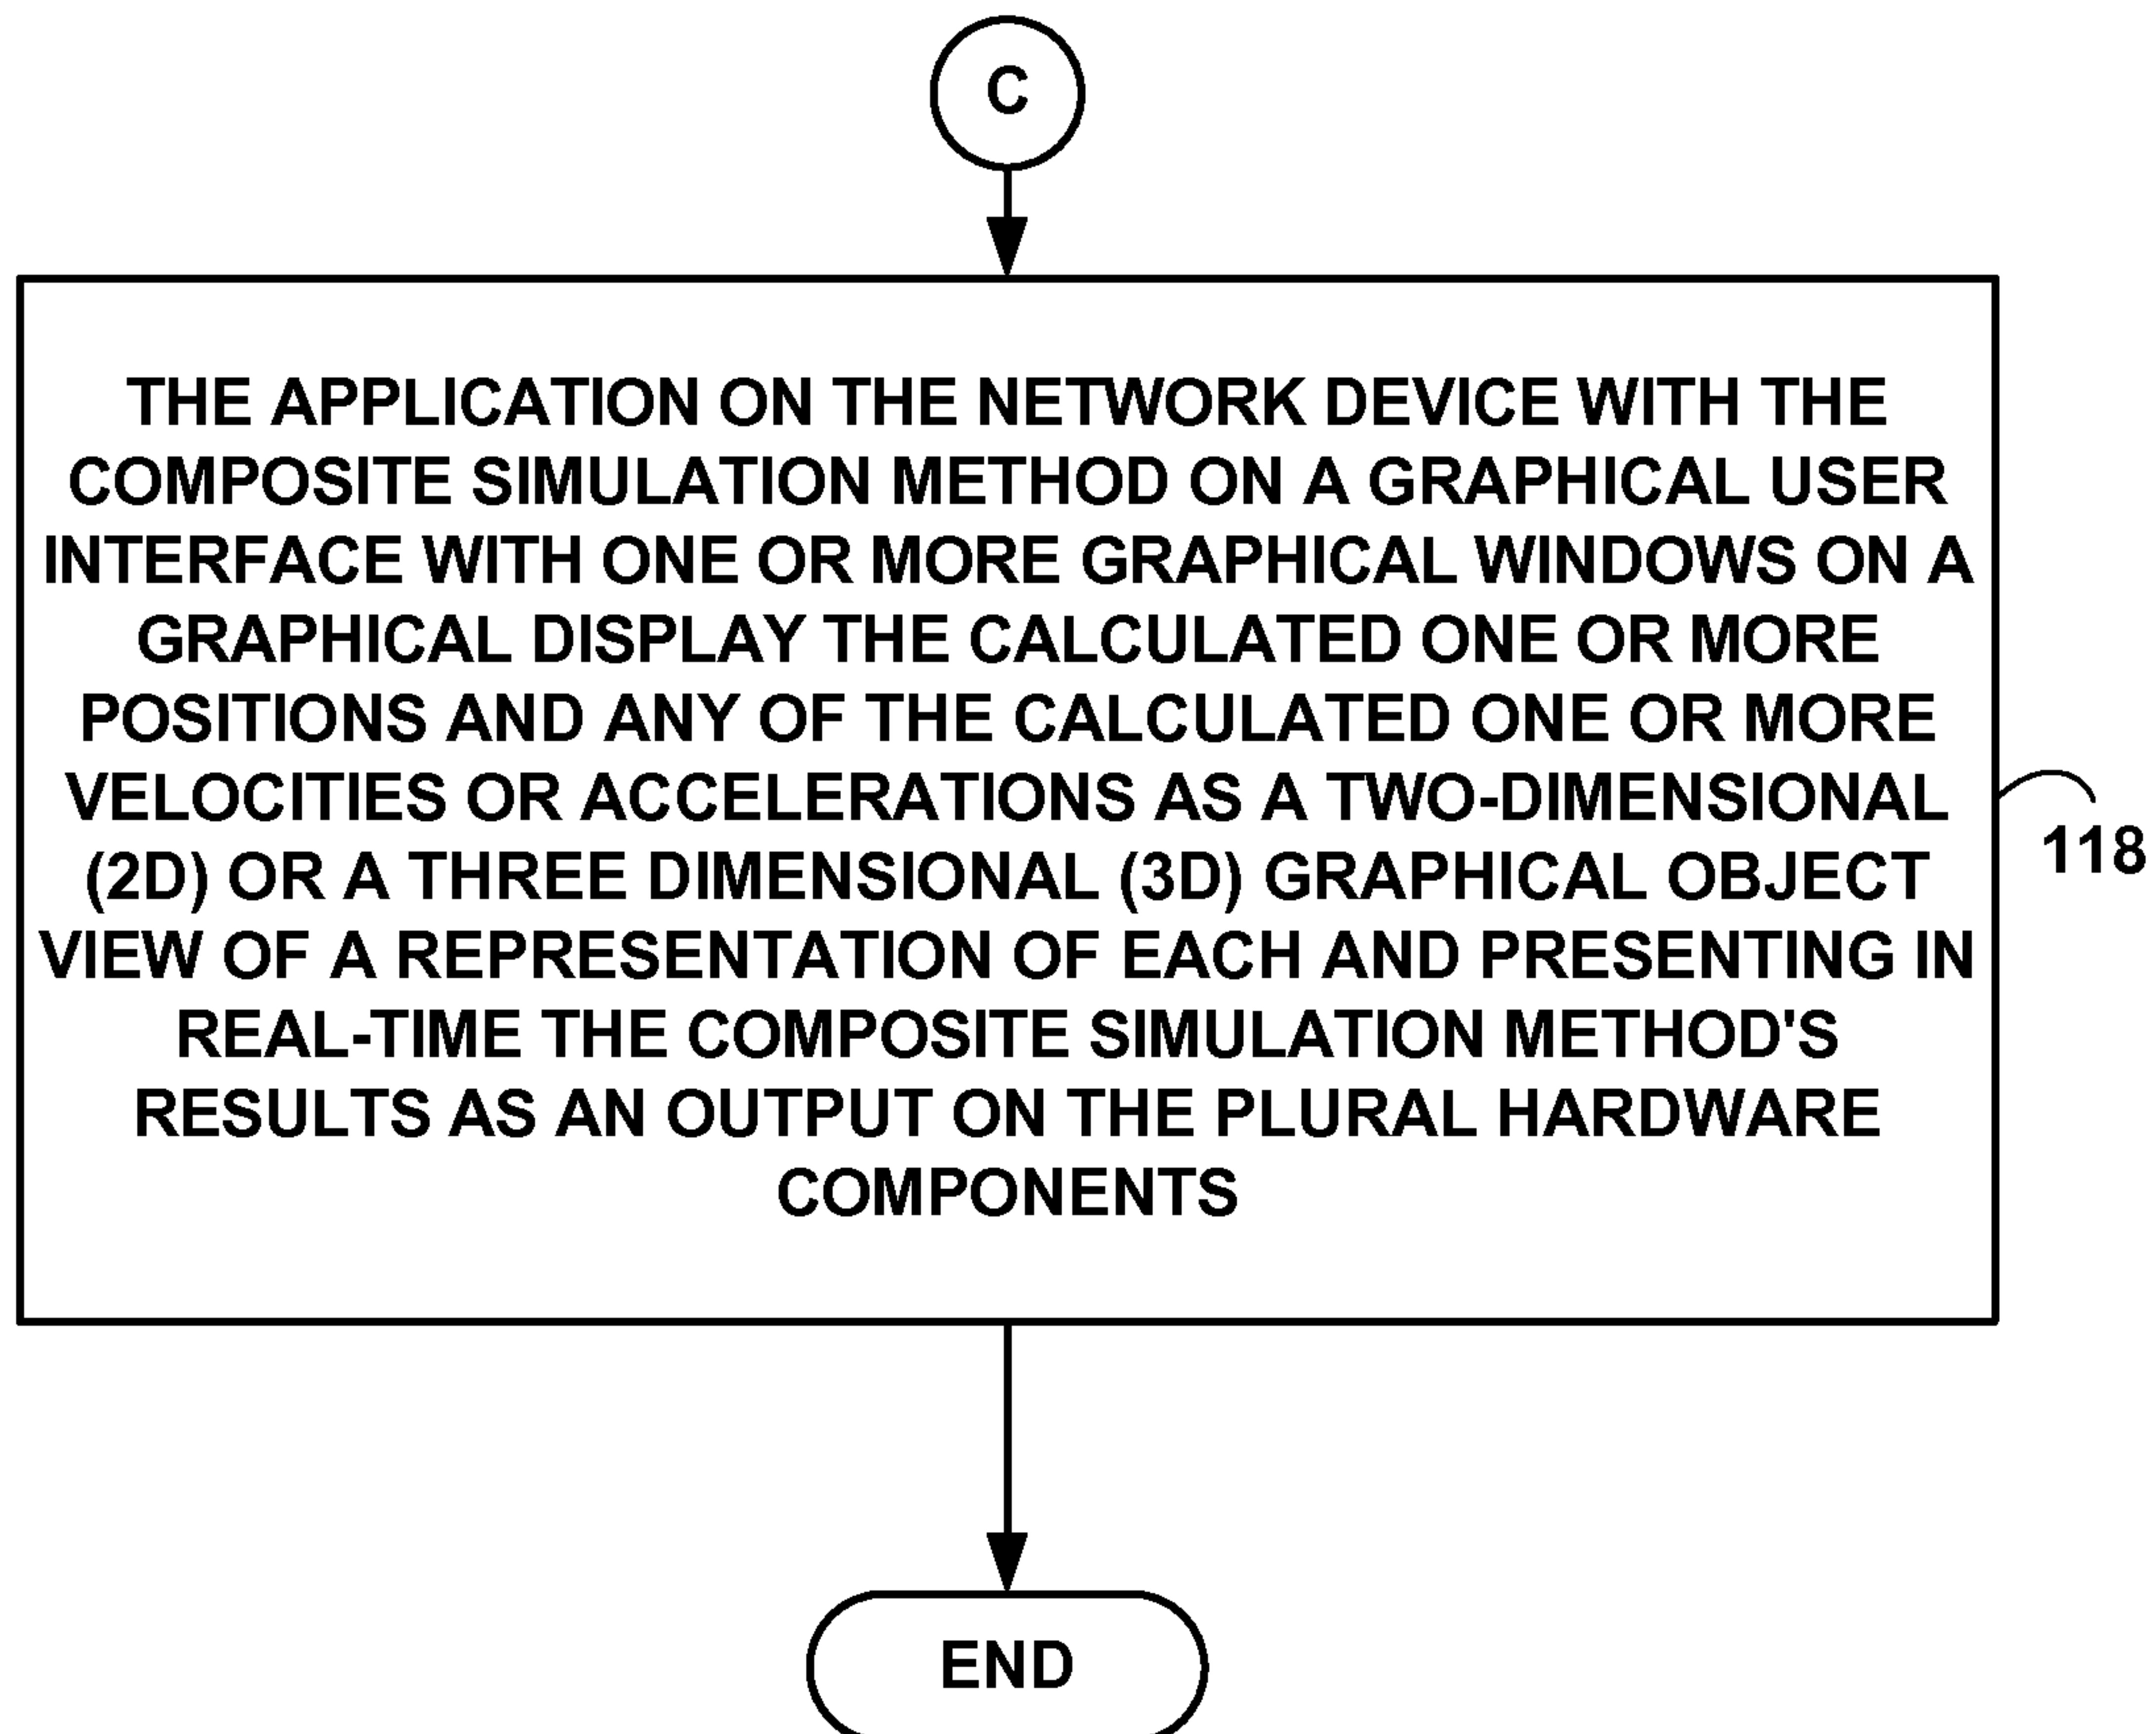 C
THE APPLICATION ON THE NETWORK DEVICE WITH THE
COMPOSITE SIMULATION METHOD ON A GRAPHICAL USER
INTERFACE WITH ONE OR MORE GRAPHICAL WINDOWS ON A
GRAPHICAL DISPLAY THE CALCULATED ONE OR MORE
POSITIONS AND ANY OF THE CALCULATED ONE OR MORE
VELOCITIES OR ACCELERATIONS AS A TWO-DIMENSIONAL
(2D) OR A THREE DIMENSIONAL (3D) GRAPHICAL OBJECT
VIEW OF A REPRESENTATION OF EACH AND PRESENTING IN
REAL-TIME THE COMPOSITE SIMULATION METHOD'S
RESULTS AS AN OUTPUT ON THE PLURAL HARDWARE
COMPONENTS
118
END